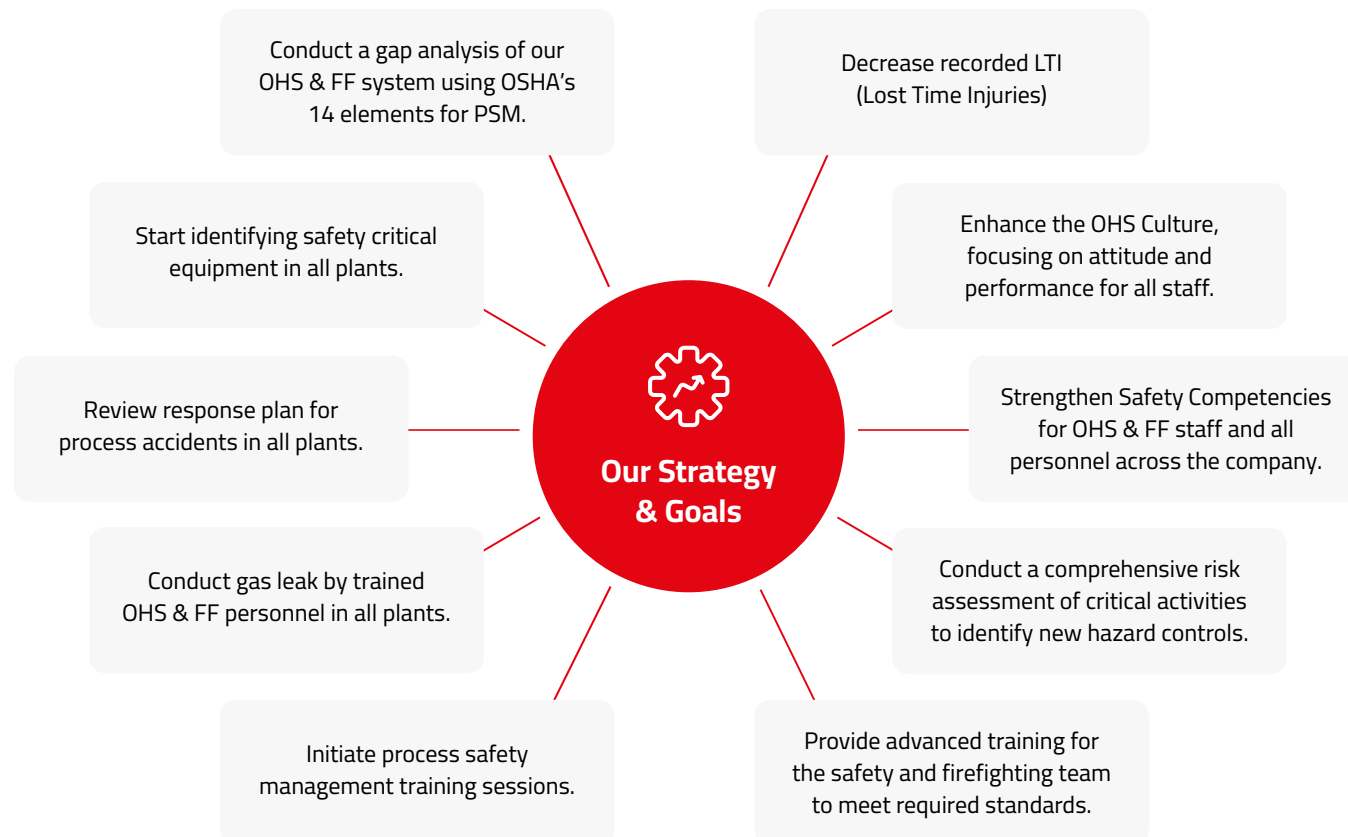 Conduct a gap analysis of our
OHS & FF system using OSHA's
14 elements for PSM.
Decrease recorded LTI
(Lost Time Injuries)
Start identifying safety critical
equipment in all plants.
Enhance the OHS Culture,
focusing on attitude and
performance for all staff.
Review response plan for
process accidents in all plants.
Our Strategy
& Goals
Strengthen Safety Competencies
for OHS & FF staff and all
personnel across the company.
Conduct gas leak by trained
OHS & FF personnel in all plants.
Conduct a comprehensive risk
assessment of critical activities
to identify new hazard controls.
Initiate process safety
management training sessions.
Provide advanced training for
the safety and firefighting team
to meet required standards.